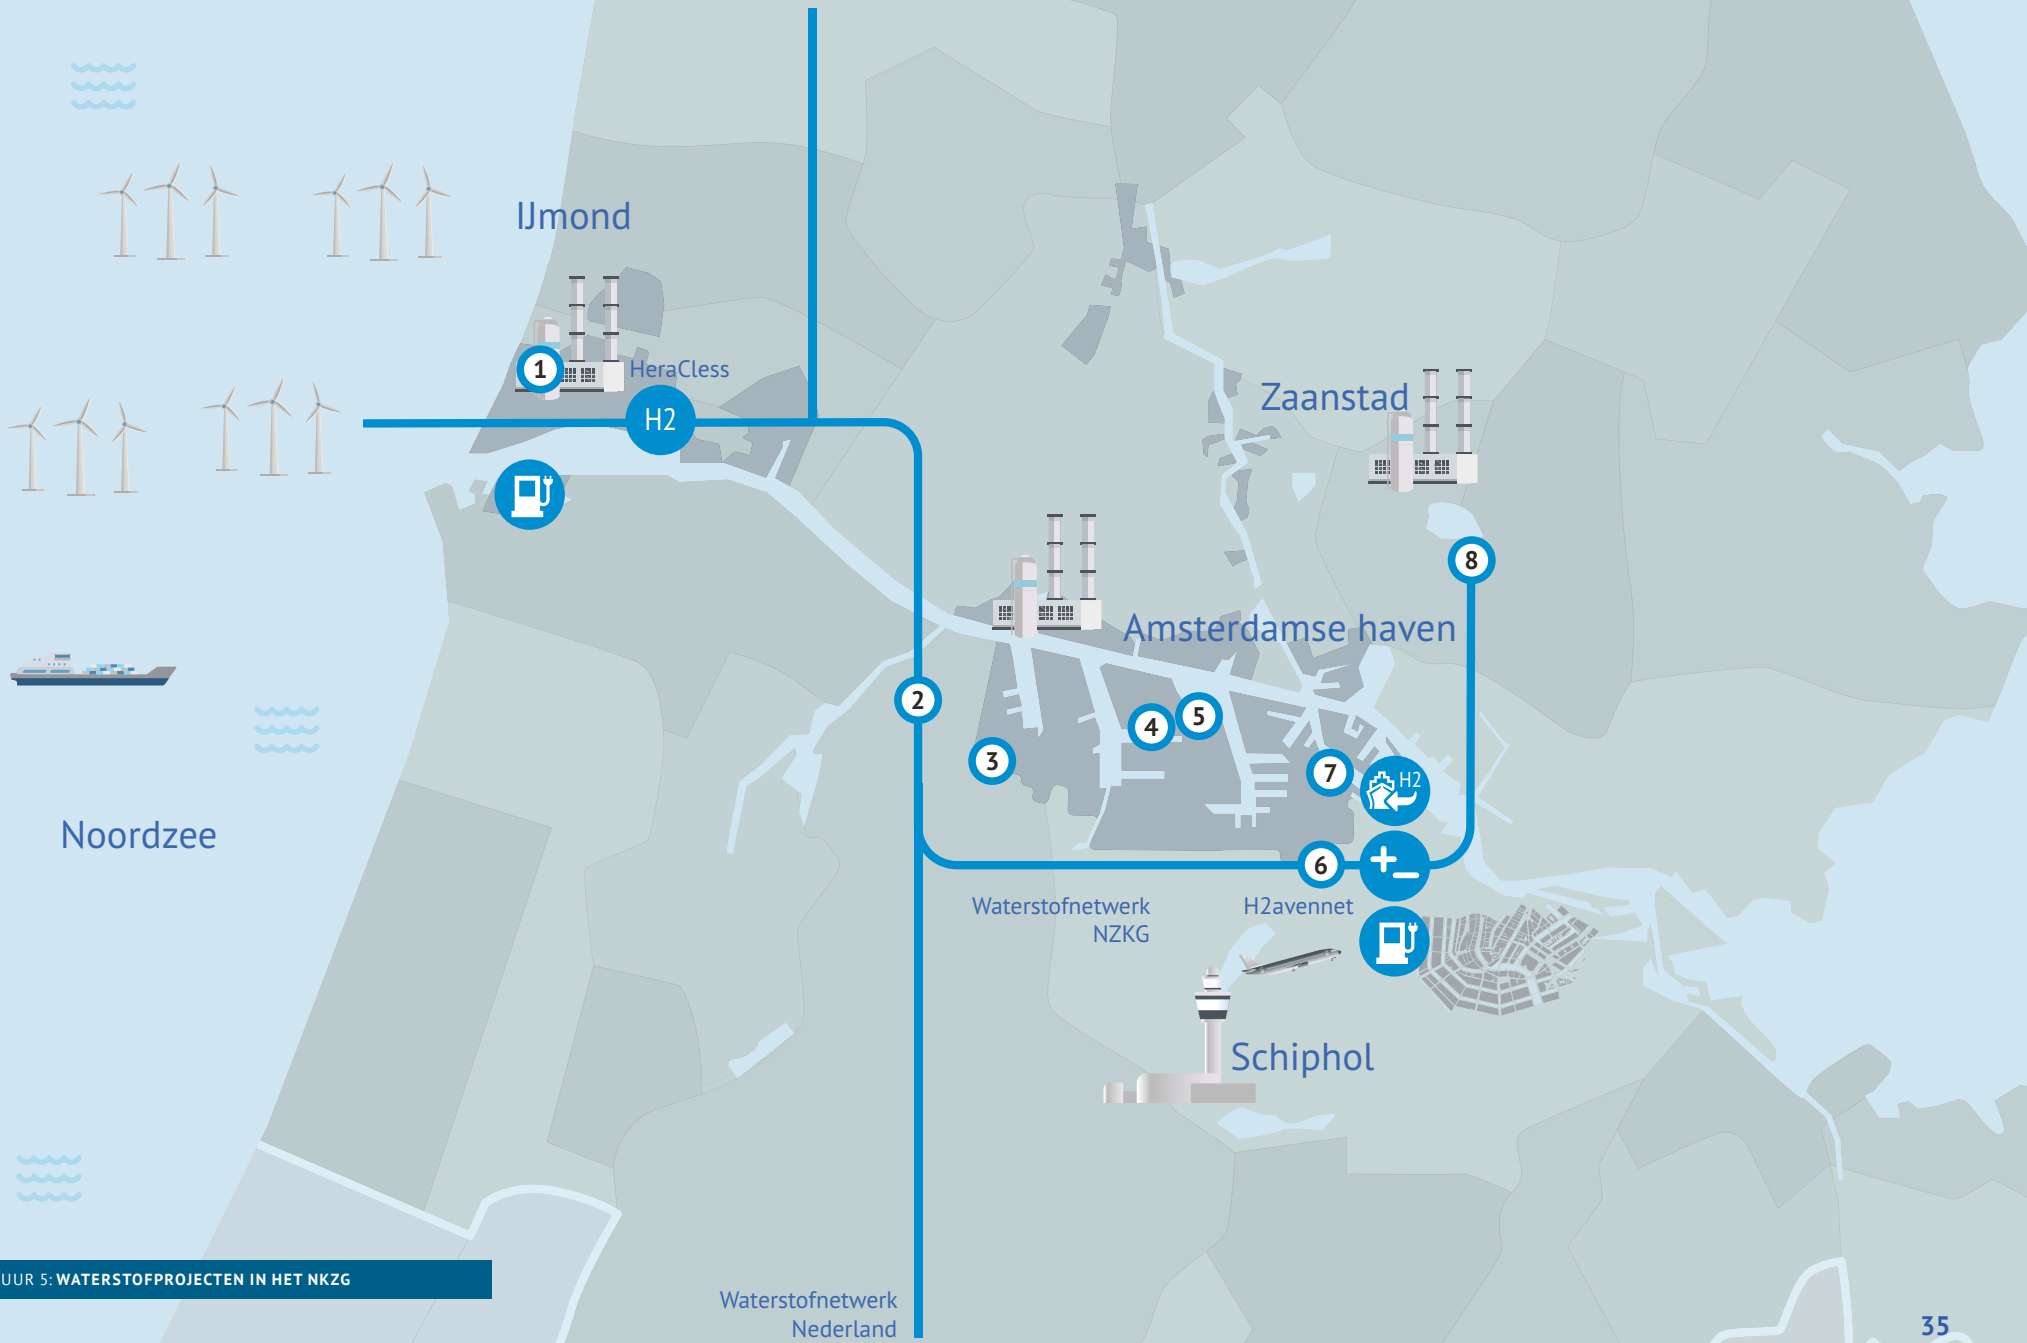 IJmond
1
HeraCless
H2
Zaanstad
8
Amsterdamse haven
2
3
4
5
7
H2
6
Noordzee
Waterstofnetwerk
NZKG
H2avennet
Schiphol
UUR 5: WATERSTOFPROJECTEN IN HET NKZG
Waterstofnetwerk
Nederland
35